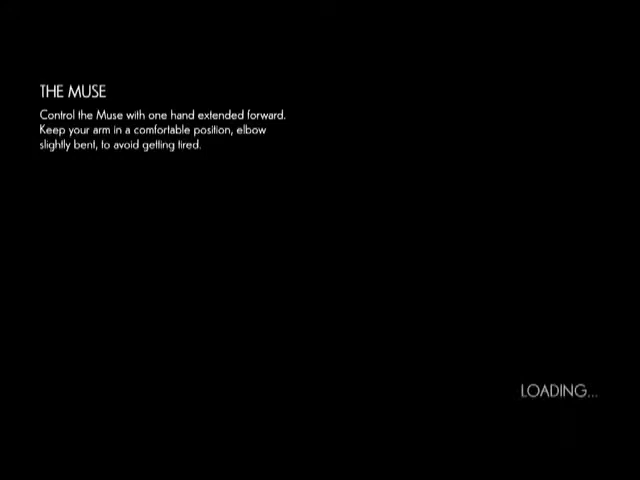 THE MUSE
Control the Muse with one hand extended forward.
Keep your arm in a comfortable position, elbow
slightly bent, to avoid getting tired.
LOADING...